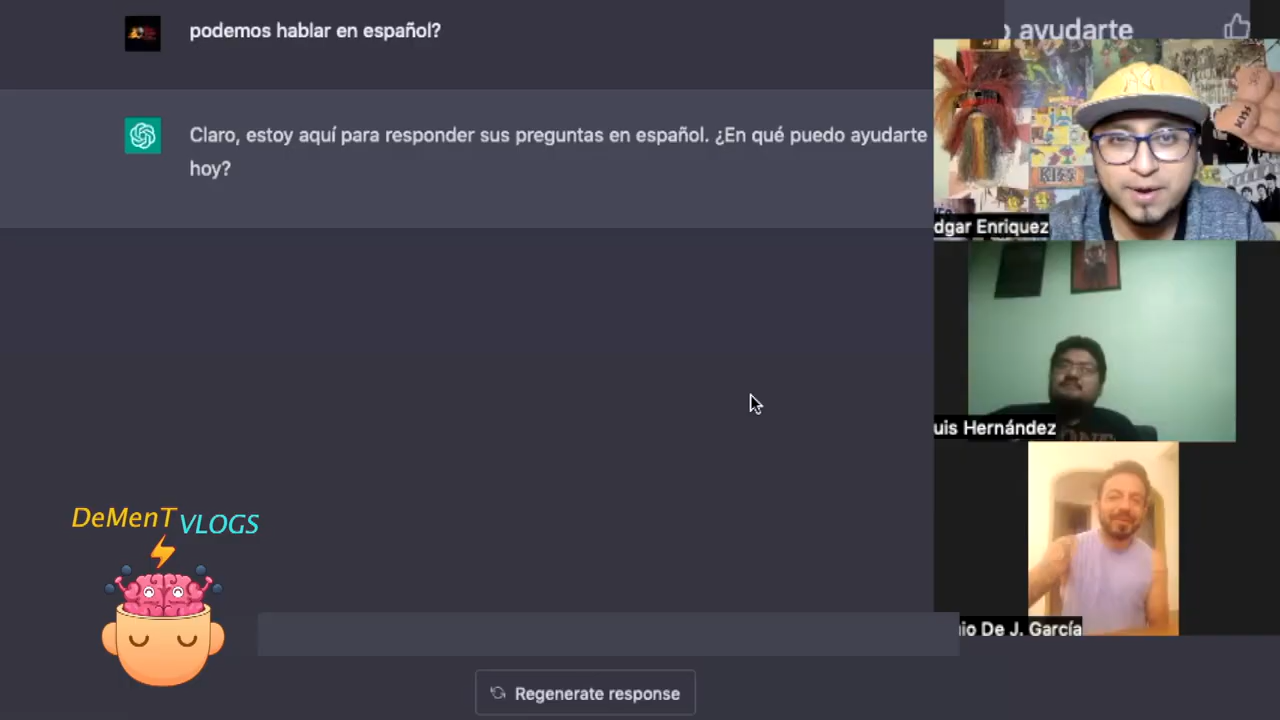 podemos hablar en español?
ayudarte
Claro, estoy aquí para responder sus preguntas en español. ¿En qué puedo ayudarte
hoy?
KISS
dgar Enriquez
uis Hernández
DeMenT VLOGS
io De J. García
Regenerate response